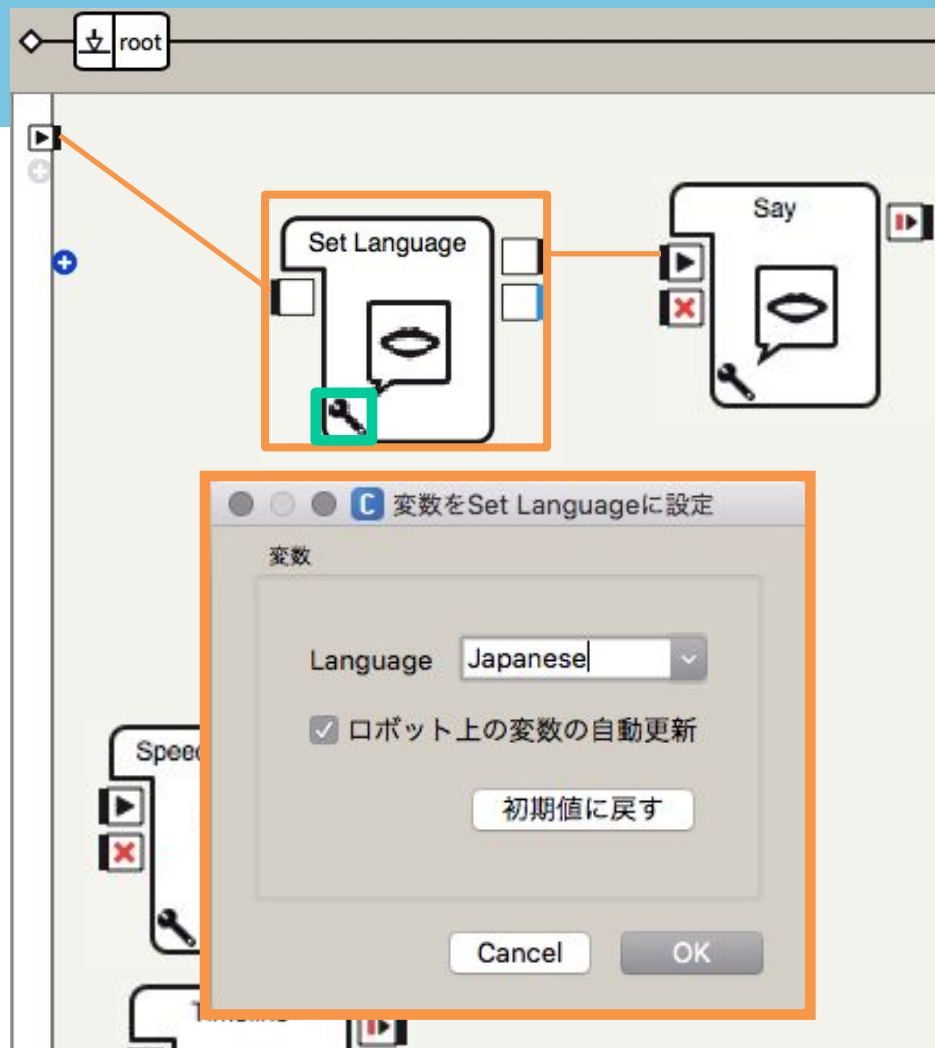 root
Set Language
Say
変数をSet Languageに設定
変数
Language Japanese
ロボット上の変数の自動更新
初期値に戻す
Cancel OK